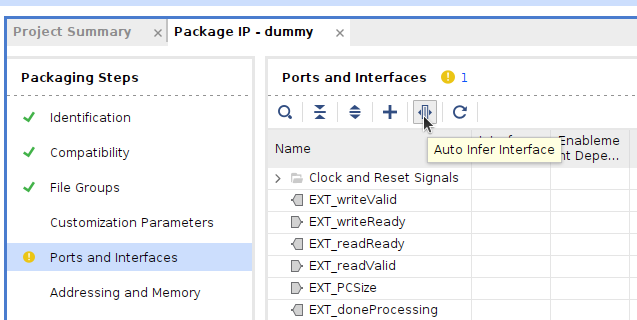 Project Summary × Package IP - dummy ×
Packaging Steps
Identification
Compatibility
File Groups
Customization Parameters
Ports and Interfaces
Addressing and Memory
Ports and Interfaces 1
Auto Infer Interface
Name
Enableme
nt Depe...
Clock and Reset Signals
EXT_writeValid
EXT_writeReady
EXT_readReady
EXT_readValid
EXT_PCSize
EXT_doneProcessing